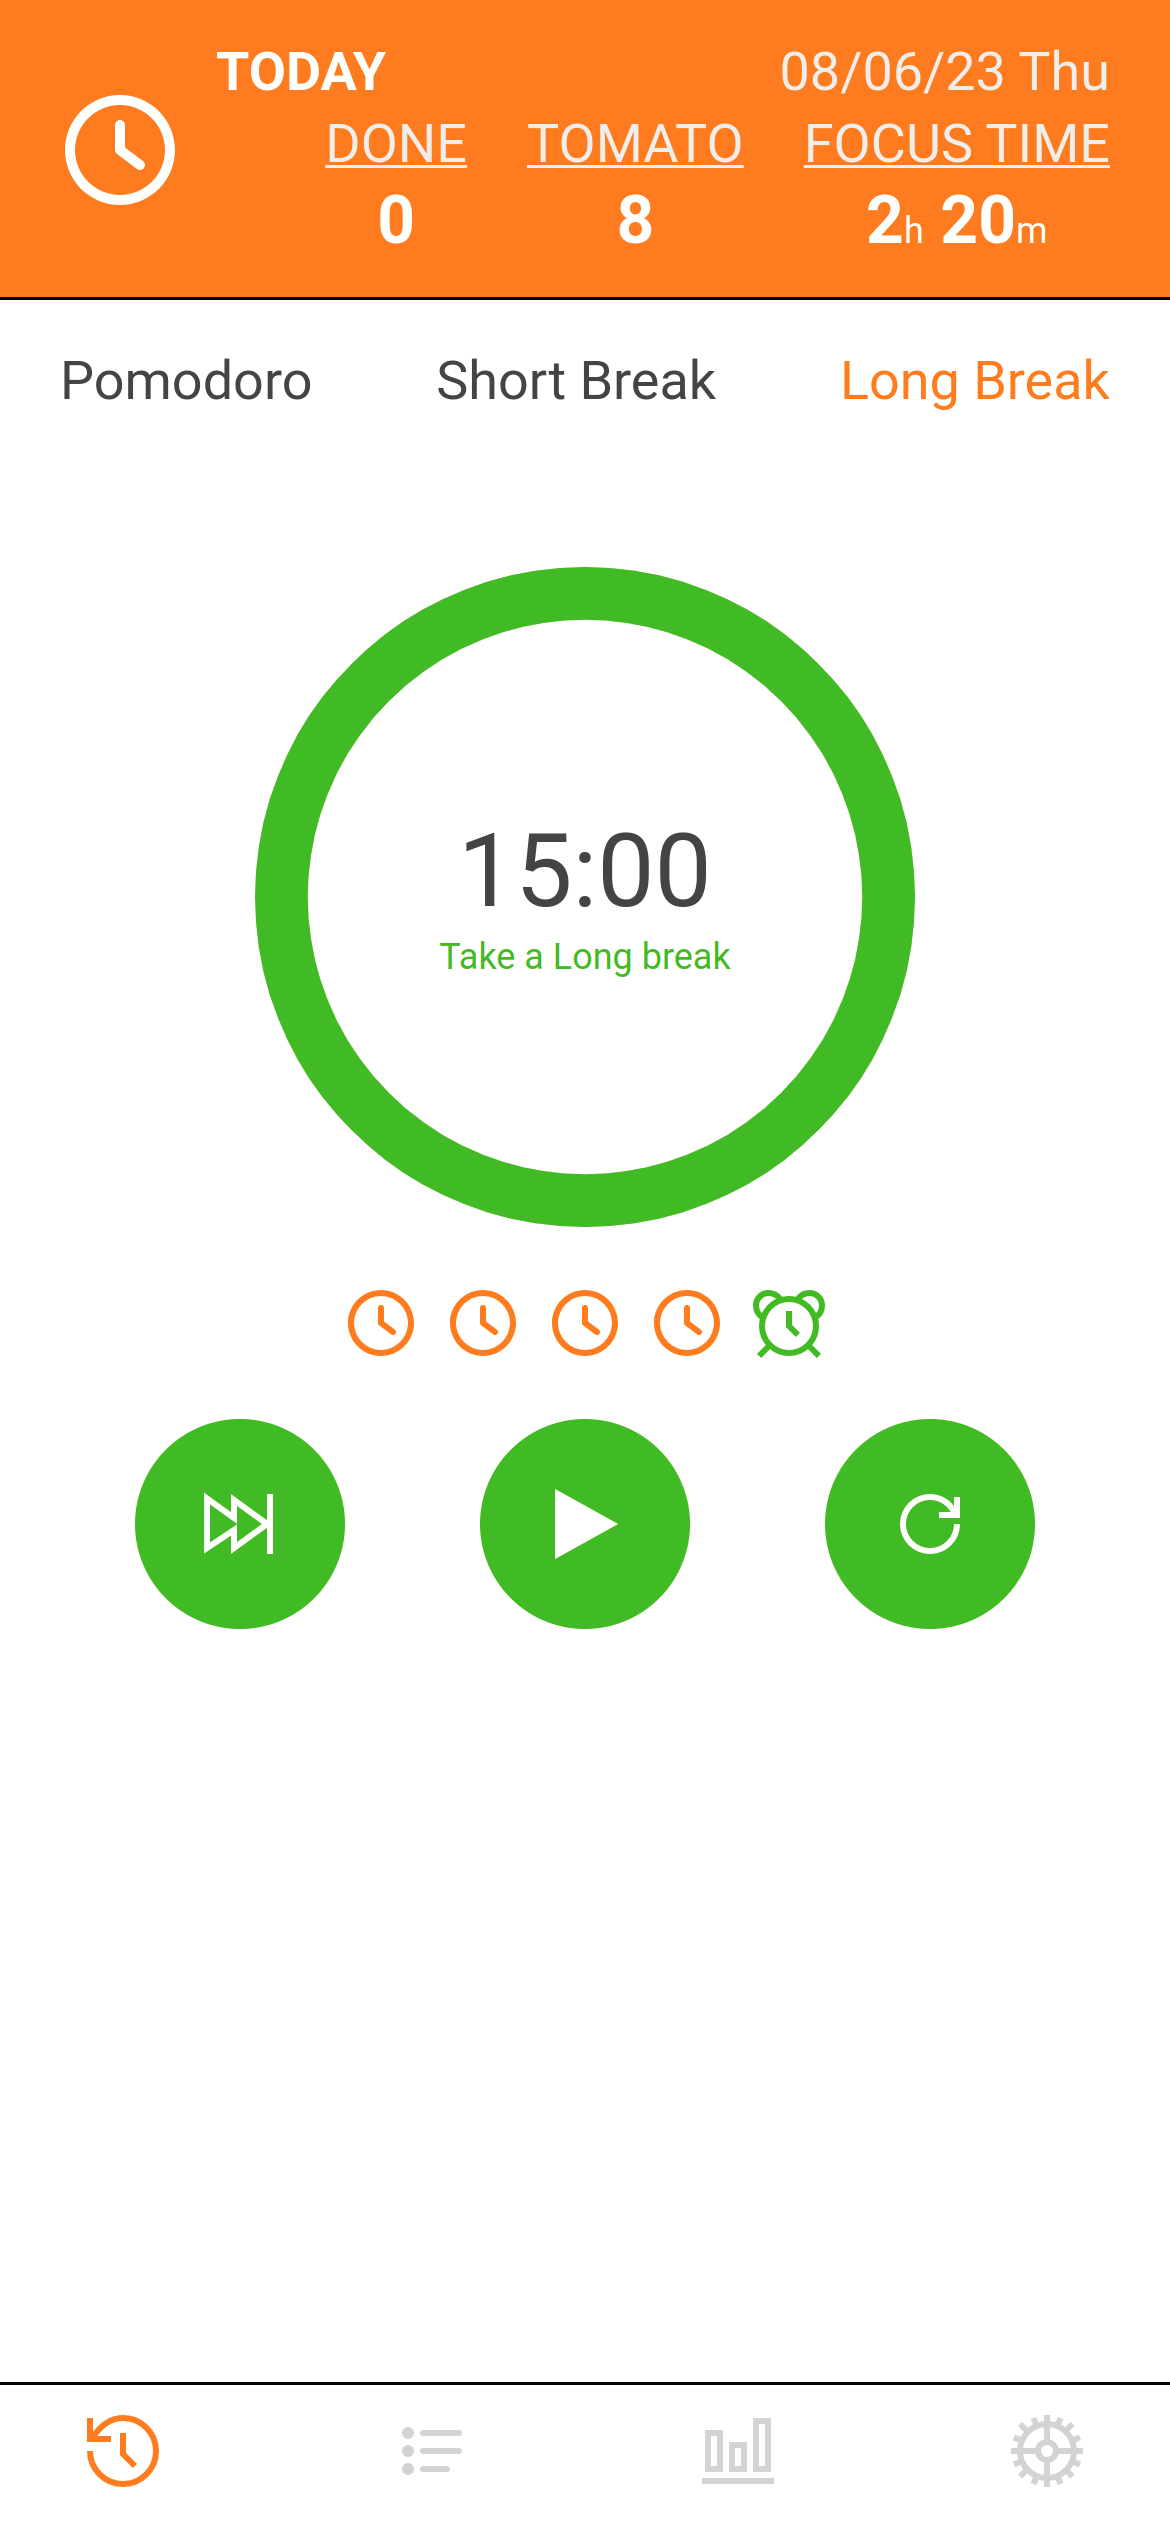 TODAY 08/06/23 Thu
DONE TOMATO FOCUS TIME
0 8 2h 20m
Pomodoro Short Break Long Break
15:00
Take a Long break